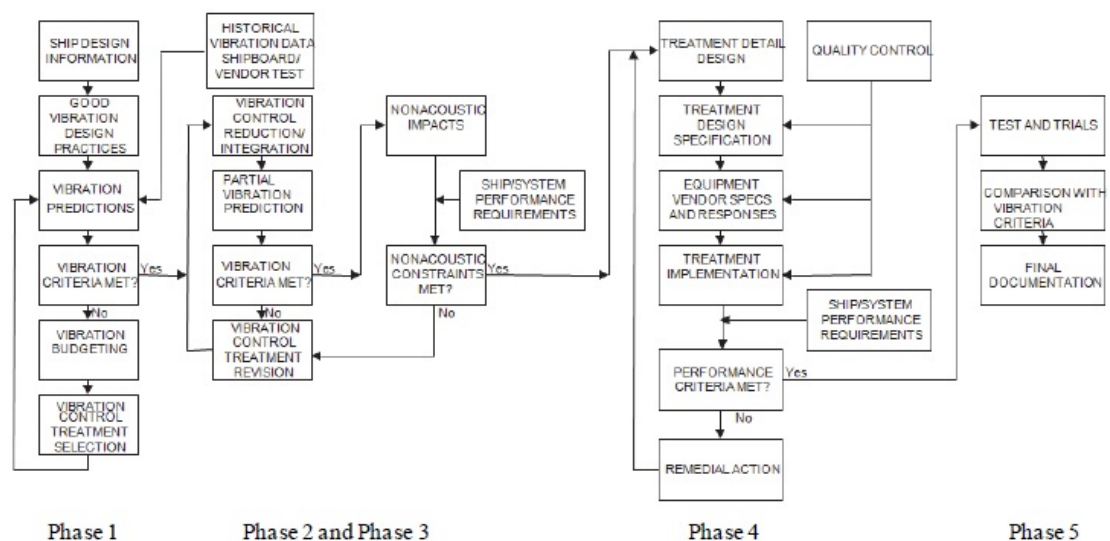 SHIP DESIGN
INFORMATION
GOOD
VIBRATION
DESIGN
PRACTICES
VIBRATION
PREDICTIONS
VIBRATION
CRITERIA MET?
Yes
No
VIBRATION
BUDGETING
VIBRATION
CONTROL
TREATMENT
SELECTION
HISTORICAL
VIBRATION DATA
SHIPBOARD/
VENDOR TEST
VIBRATION
CONTROL
REDUCTION/
INTEGRATION
PARTIAL
VIBRATION
PREDICTION
VIBRATION
CRITERIA MET?
Yes
No
VIBRATION
CONTROL
TREATMENT
REVISION
NONACOUSTIC
IMPACTS
SHIP/SYSTEM
PERFORMANCE
REQUIREMENTS
NONACOUSTIC
CONSTRAINTS
MET?
Yes
No
TREATMENT DETAIL
DESIGN
QUALITY CONTROL
TREATMENT
DESIGN
SPECIFICATION
EQUIPMENT
VENDOR SPECS
AND RESPONSES
TREATMENT
IMPLEMENTATION
SHIP/SYSTEM
PERFORMANCE
REQUIREMENTS
PERFORMANCE
CRITERIA MET?
Yes
No
REMEDIAL ACTION
TEST AND TRIALS
COMPARISON WITH
VIBRATION
CRITERIA
FINAL
DOCUMENTATION
Phase 1
Phase 2 and Phase 3
Phase 4
Phase 5